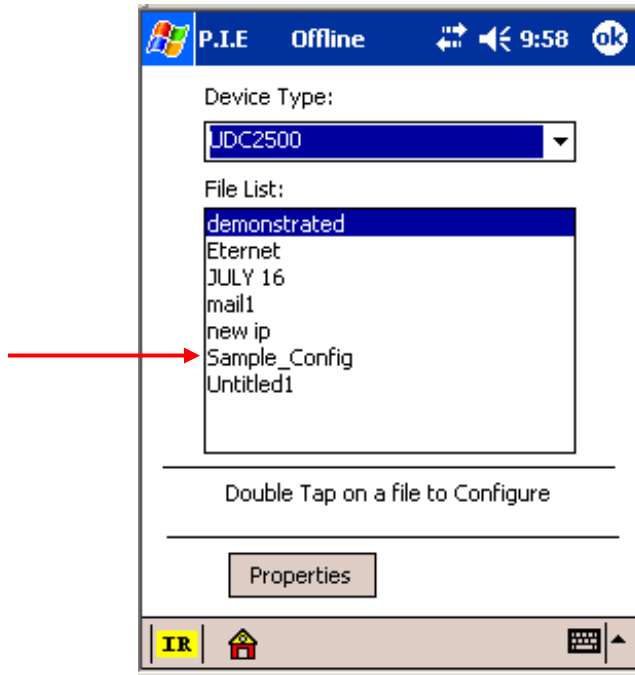 P.I.E Offline 9:58 ok
Device Type:
UDC2500
File List:
demonstrated
Eternet
JULY 16
mail1
new ip
Sample_Config
Untitled1
Double Tap on a file to Configure
Properties
IR